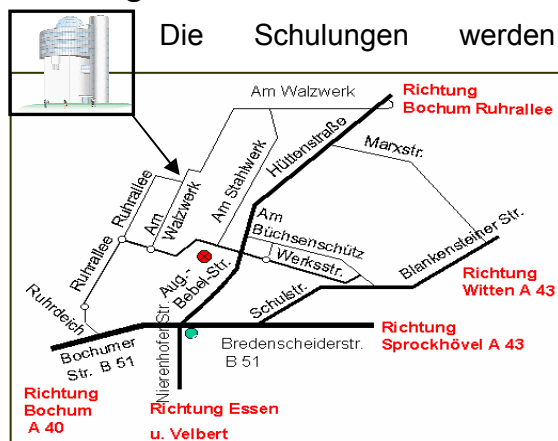 Die Schulungen werden
Am Walzwerk
Richtung
Bochum Ruhrallee
Hüttenstraße
Marxstr.
Ruhrallee
Am
Walzwerk
Am Stahlwerk
Am
Büchsenschütz
Werksstr.
Blankensteiner Str.
Ruhrallee
Aug.-
Bebel-Str.
Richtung
Witten A 43
Ruhrdeich
Schulstr.
Nierenhofer Str.
Bochumer
Str. B 51
Bredenscheiderstr.
B 51
Richtung
Sprockhövel A 43
Richtung
Bochum
A 40
Richtung Essen
u. Velbert